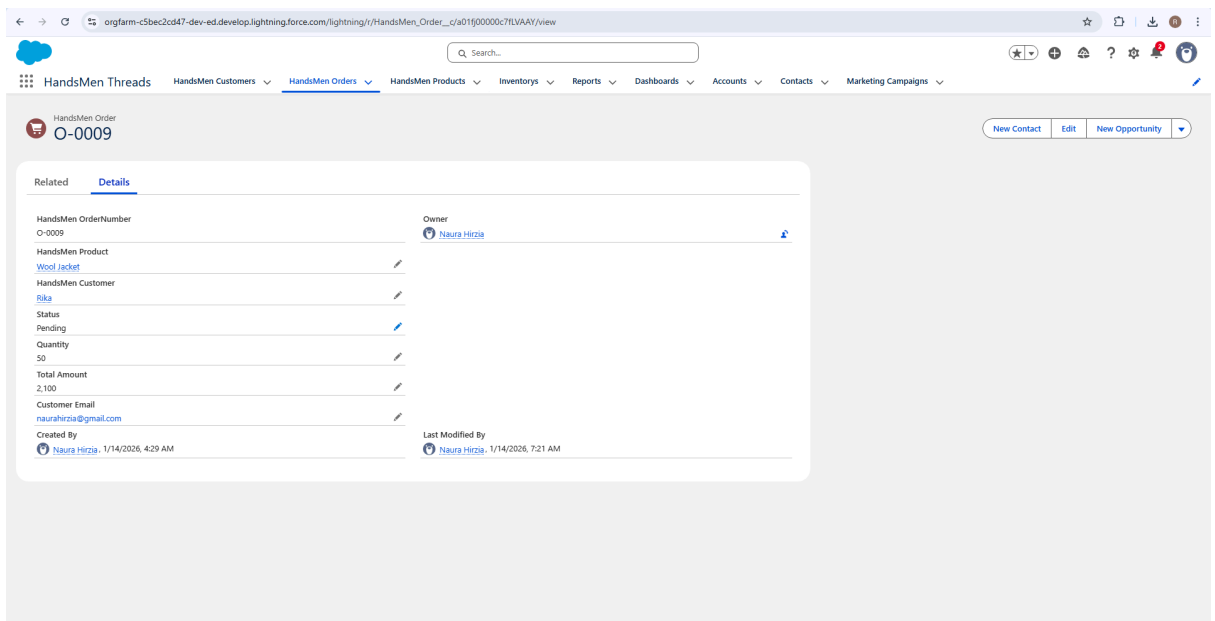 orgfarm-c5bec2cd47-dev-ed.develop.lightning.force.com/lightning/r/HandsMen_Order__c/a01fj00000c7fLVAAY/view
R
Search...
2
HandsMen Threads HandsMen Customers HandsMen Orders HandsMen Products Inventorys Reports Dashboards Accounts Contacts Marketing Campaigns
HandsMen Order
O-0009
New Contact Edit New Opportunity
Related Details
HandsMen OrderNumber
O-0009
Owner
Naura Hirzia
HandsMen Product
Wool Jacket
HandsMen Customer
Rika
Status
Pending
Quantity
50
Total Amount
2,100
Customer Email
naurahirzia@gmail.com
Created By
Naura Hirzia, 1/14/2026, 4:29 AM
Last Modified By
Naura Hirzia, 1/14/2026, 7:21 AM